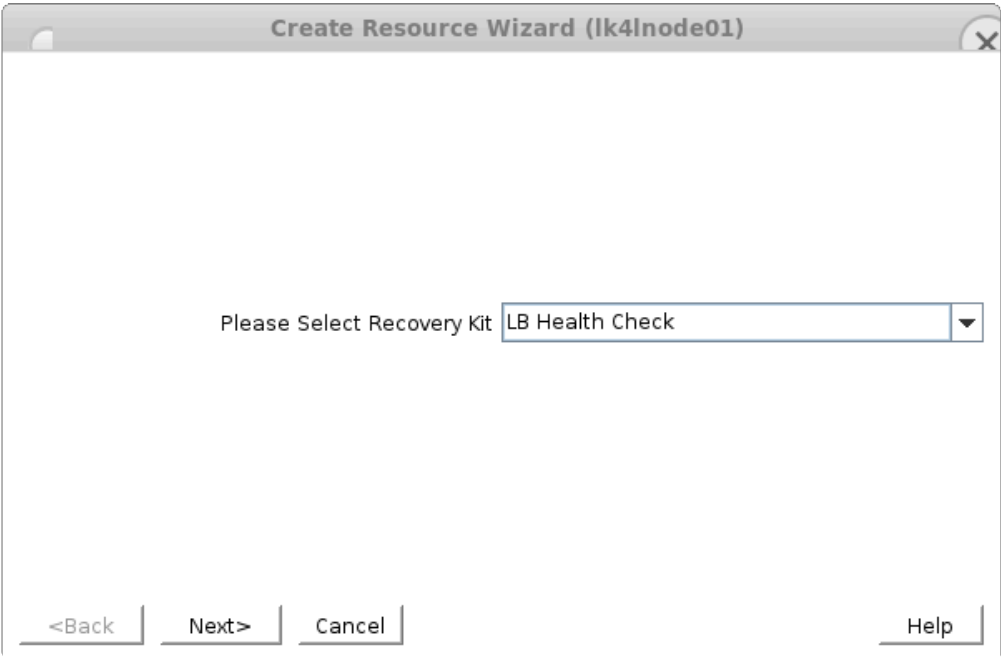 Create Resource Wizard (lk4lnode01)
Please Select Recovery Kit LB Health Check
<Back Next> Cancel Help